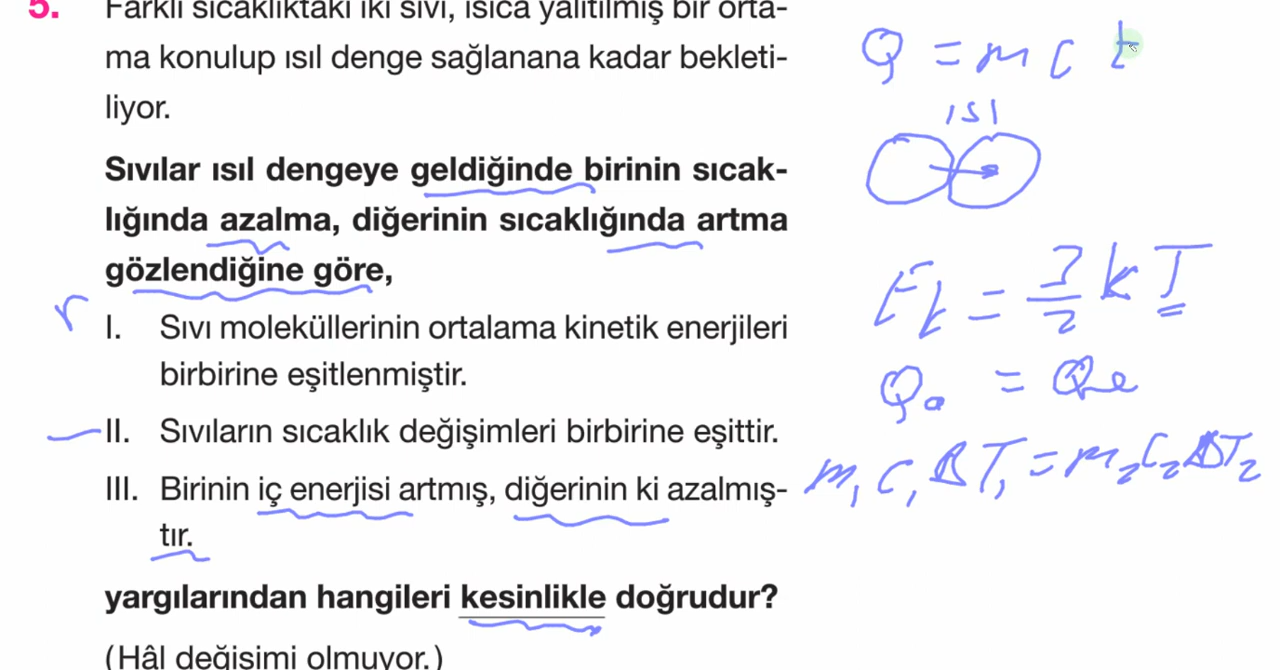 5. Farklı sıcaklıktaki iki sıvı, ısıca yalıtılmış bir orta-
ma konulup ısıl denge sağlanana kadar bekleti-
liyor.
Sıvılar ısıl dengeye geldiğinde birinin sıcak-
lığında azalma, diğerinin sıcaklığında artma
gözlendiğine göre,
I. Sıvı moleküllerinin ortalama kinetik enerjileri
birbirine eşitlenmiştir.
II. Sıvıların sıcaklık değişimleri birbirine eşittir.
III. Birinin iç enerjisi artmış, diğerinin ki azalmış-
tır.
yargılarından hangileri kesinlikle doğrudur?
(Hâl değişimi olmuyor.)
Q = m c t
ısı
Ek = 3/2 k T
Qa = Qe
m₁ c₁ ΔT₁ = m₂ c₂ ΔT₂